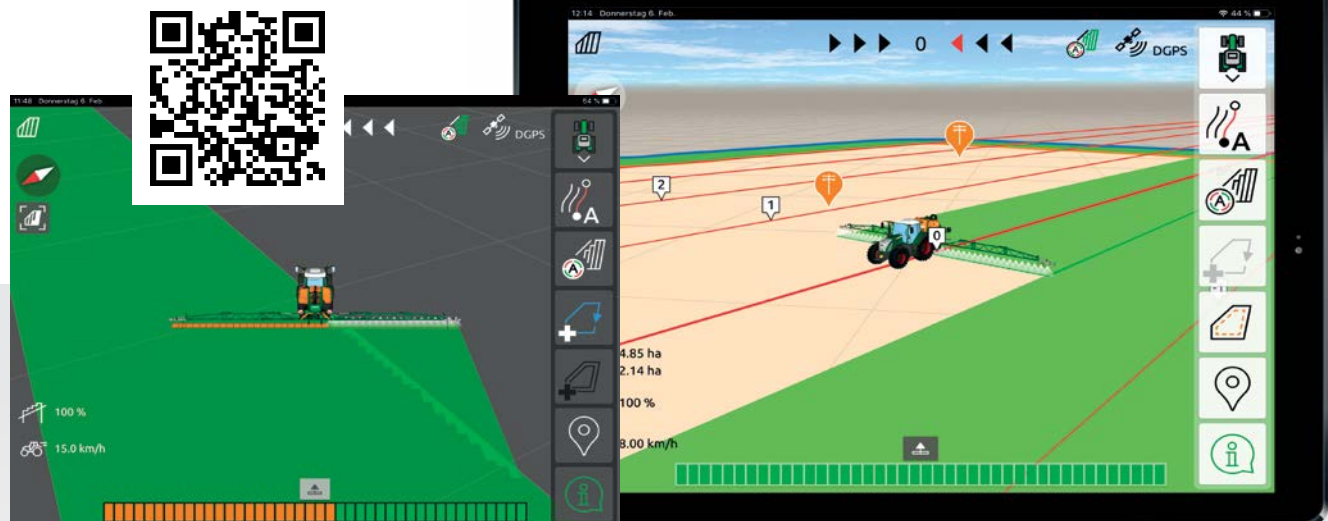 12:14 Donnerstag 6. Feb.
44 %
0
DGPS
A
A
2
1
0
4.85 ha
2.14 ha
100 %
8.00 km/h
11:48 Donnerstag 6. Feb
64 %
DGPS
A
A
100 %
15.0 km/h